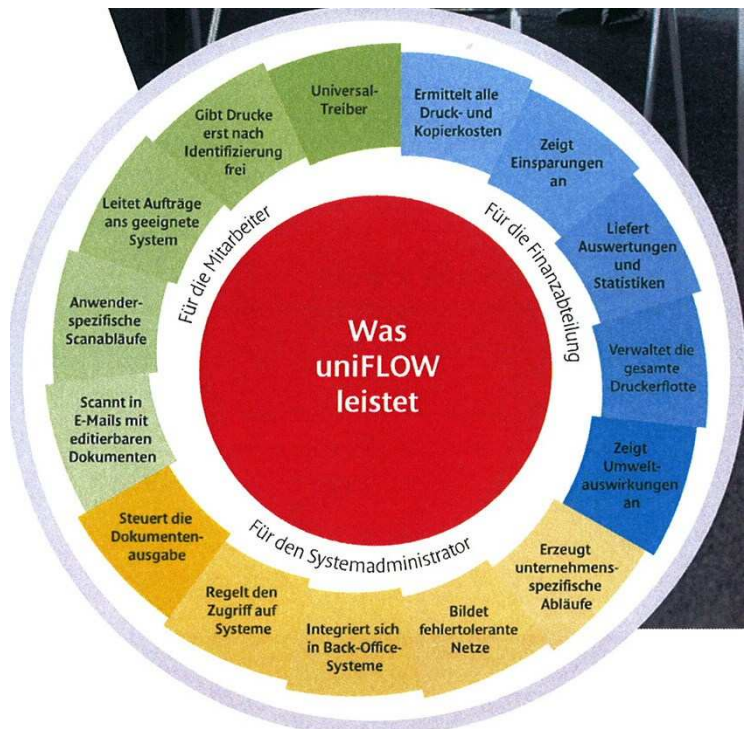 Was
uniFLOW
leistet
Für die Mitarbeiter
Universal-
Treiber
Gibt Drucke
erst nach
Identifizierung
frei
Leitet Aufträge
ans geeignete
System
Anwender-
spezifische
Scanabläufe
Scannt in
E-Mails mit
editierbaren
Dokumenten
Für die Finanzabteilung
Ermittelt alle
Druck- und
Kopierkosten
Zeigt
Einsparungen
an
Liefert
Auswertungen
und
Statistiken
Verwaltet die
gesamte
Druckerflotte
Zeigt
Umwelt-
auswirkungen
an
Für den Systemadministrator
Erzeugt
unternehmens-
spezifische
Abläufe
Bildet
fehlertolerante
Netze
Integriert sich
in Back-Office-
Systeme
Regelt den
Zugriff auf
Systeme
Steuert die
Dokumenten-
ausgabe